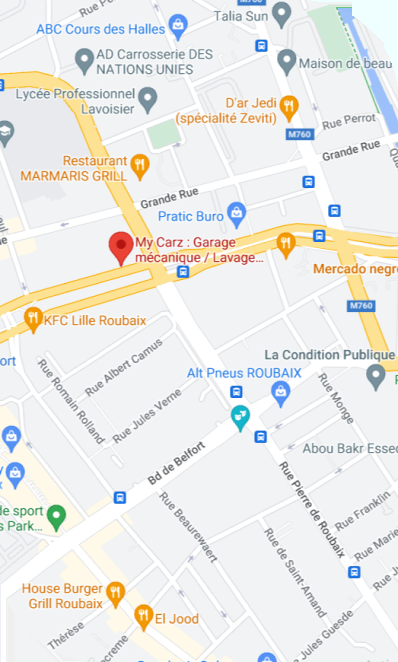 M760
Rue Pe
Talia Sun
ABC Cours des Halles
AD Carrosserie DES
NATIONS UNIES
Maison de beau
Lycée Professionnel
Lavoisier
D'ar Jedi
(spécialité Zeviti)
M760
Rue Perrot
Grande Rue
Restaurant
MARMARIS GRILL
Grande Rue
Pratic Buro
My Carz : Garage
mécanique / Lavage...
Mercado negro
M760
KFC Lille Roubaix
ort
La Condition Publique
Alt Pneus ROUBAIX
Rue Albert Camus
Rue Romain Rolland
Rue Jules Verne
Rue Monge
Abou Bakr Essed
Bd de Belfort
Rue Pierre de Roubaix
Rue Beaurewaert
Rue Franklin
Rue Marie
de sport
s Park...
Rue de Saint-Amand
House Burger
Grill Roubaix
El Jood
Thérèse
Jules Guesde